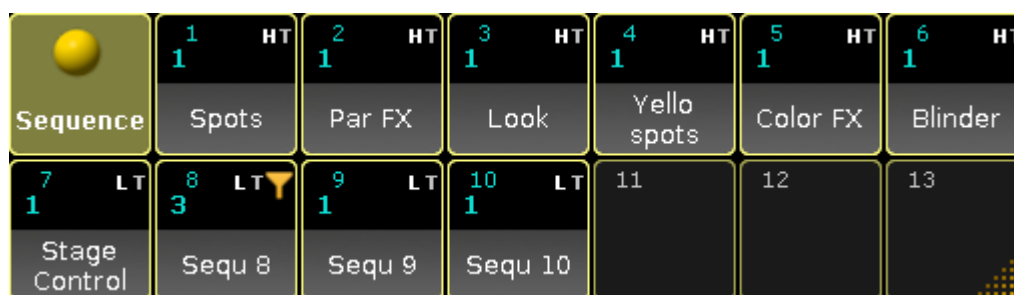 1 HT 2 HT 3 HT 4 HT 5 HT 6 HT
1 1 1 1 1 1
Sequence Spots Par FX Look Yello spots Color FX Blinder
7 LT 8 LT 9 LT 10 LT 11 12 13
1 3 1 1
Stage Control Sequ 8 Sequ 9 Sequ 10